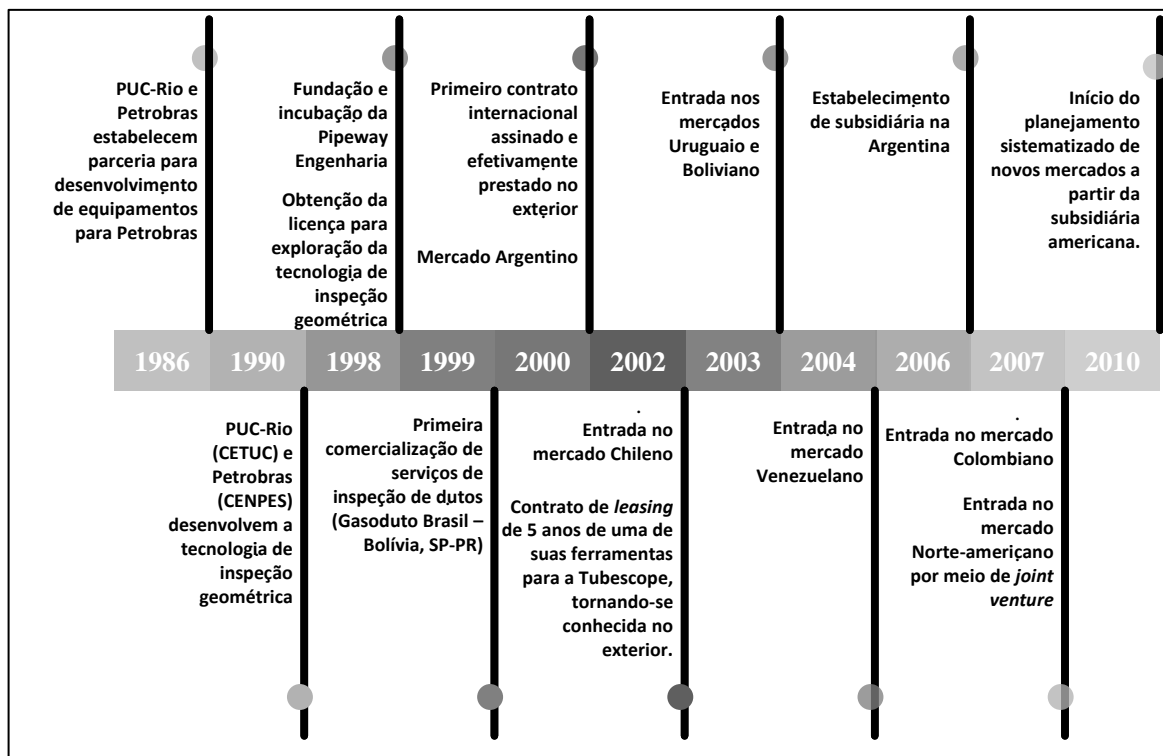 PUC-Rio e
Petrobras
estabelecem
parceria para
desenvolvimento
de equipamentos
para Petrobras
Fundação e
incubação da
Pipeway
Engenharia
Obtenção da
licença para
exploração da
tecnologia de
inspeção
geométrica
Primeiro contrato
internacional
assinado e
efetivamente
prestado no
exterior
Mercado Argentino
Entrada nos
mercados
Uruguaio e
Boliviano
Estabelecimento
de subsidiária na
Argentina
Início do
planejamento
sistematizado de
novos mercados a
partir da
subsidiária
americana.
1986 1990 1998 1999 2000 2002 2003 2004 2006 2007 2010
PUC-Rio
(CETUC) e
Petrobras
(CENPES)
desenvolvem a
tecnologia de
inspeção
geométrica
Primeira
comercialização de
serviços de
inspeção de dutos
(Gasoduto Brasil –
Bolívia, SP-PR)
Entrada no
mercado Chileno
Contrato de leasing
de 5 anos de uma de
suas ferramentas
para a Tubescope,
tornando-se
conhecida no
exterior.
Entrada no
mercado
Venezuelano
Entrada no mercado
Colombiano
Entrada no
mercado
Norte-americano
por meio de joint
venture